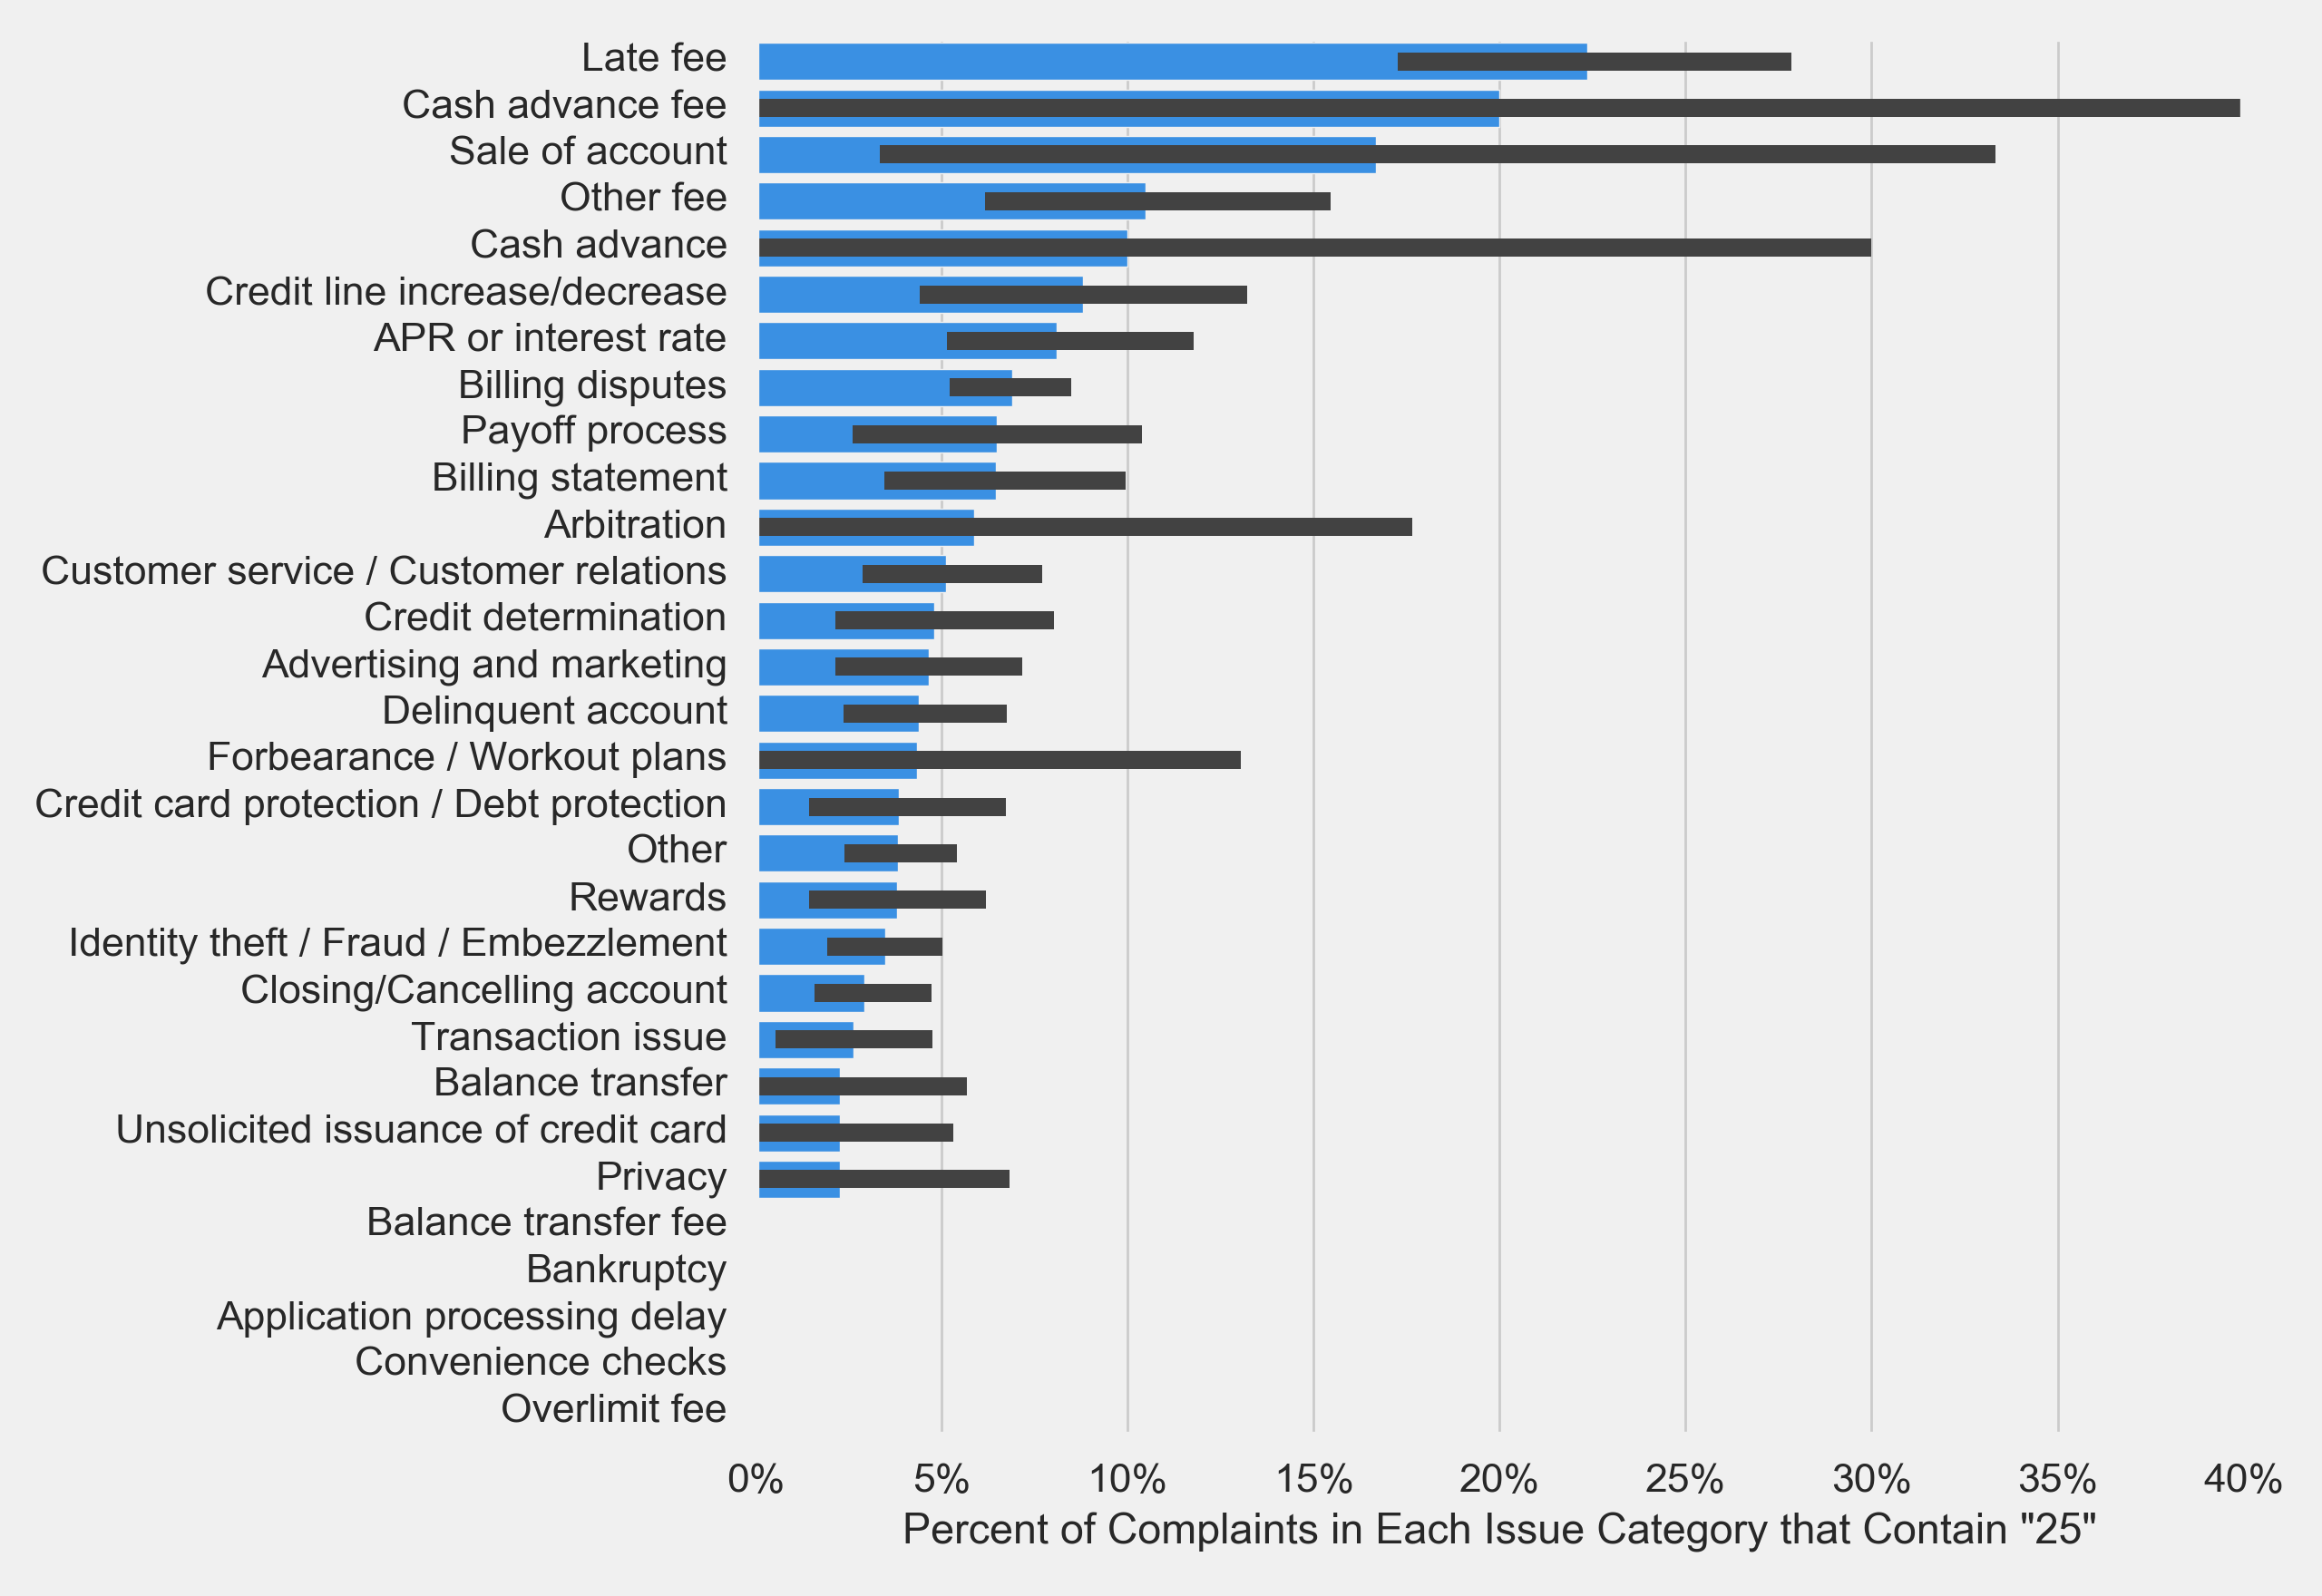 Late fee
Cash advance fee
Sale of account
Other fee
Cash advance
Credit line increase/decrease
APR or interest rate
Billing disputes
Payoff process
Billing statement
Arbitration
Customer service / Customer relations
Credit determination
Advertising and marketing
Delinquent account
Forbearance / Workout plans
Credit card protection / Debt protection
Other
Rewards
Identity theft / Fraud / Embezzlement
Closing/Cancelling account
Transaction issue
Balance transfer
Unsolicited issuance of credit card
Privacy
Balance transfer fee
Bankruptcy
Application processing delay
Convenience checks
Overlimit fee
0% 5% 10% 15% 20% 25% 30% 35% 40%
Percent of Complaints in Each Issue Category that Contain "25"